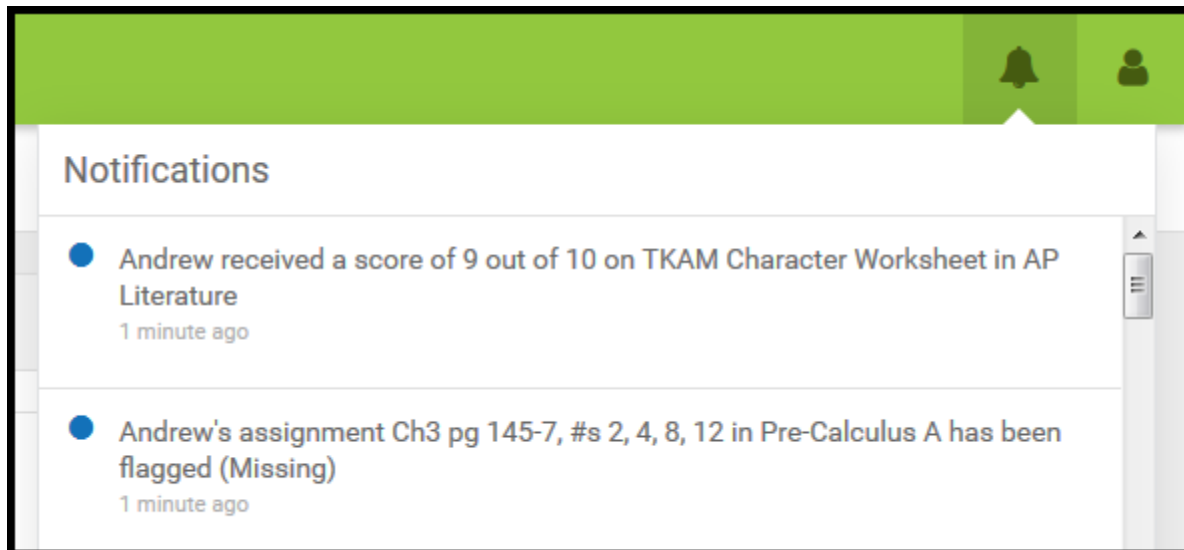 Notifications
Andrew received a score of 9 out of 10 on TKAM Character Worksheet in AP
Literature
1 minute ago
Andrew's assignment Ch3 pg 145-7, #s 2, 4, 8, 12 in Pre-Calculus A has been
flagged (Missing)
1 minute ago